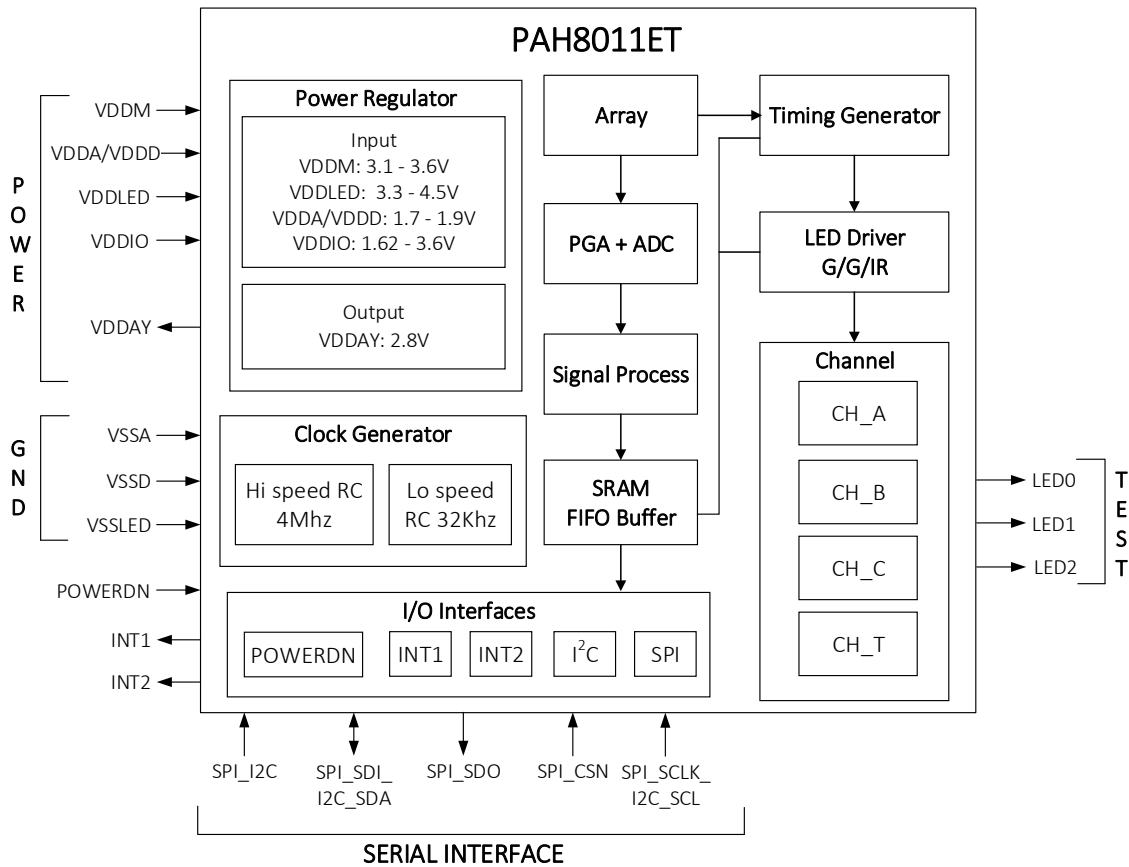 PAH8011ET
POWER
VDDM
VDDA/VDDD
VDDLED
VDDIO
VDDAY
Power Regulator
Input
VDDM: 3.1 - 3.6V
VDDLED: 3.3 - 4.5V
VDDA/VDDD: 1.7 - 1.9V
VDDIO: 1.62 - 3.6V
Output
VDDAY: 2.8V
Array
Timing Generator
PGA + ADC
LED Driver
G/G/IR
Signal Process
Channel
CH_A
CH_B
CH_C
CH_T
GND
VSSA
VSSD
VSSLED
Clock Generator
Hi speed RC
4Mhz
Lo speed
RC 32Khz
SRAM
FIFO Buffer
LED0
LED1
LED2
TEST
POWERDN
INT1
INT2
I/O Interfaces
POWERDN
INT1
INT2
I²C
SPI
SPI_I2C
SPI_SDI_
I2C_SDA
SPI_SDO
SPI_CSN
SPI_SCLK_
I2C_SCL
SERIAL INTERFACE